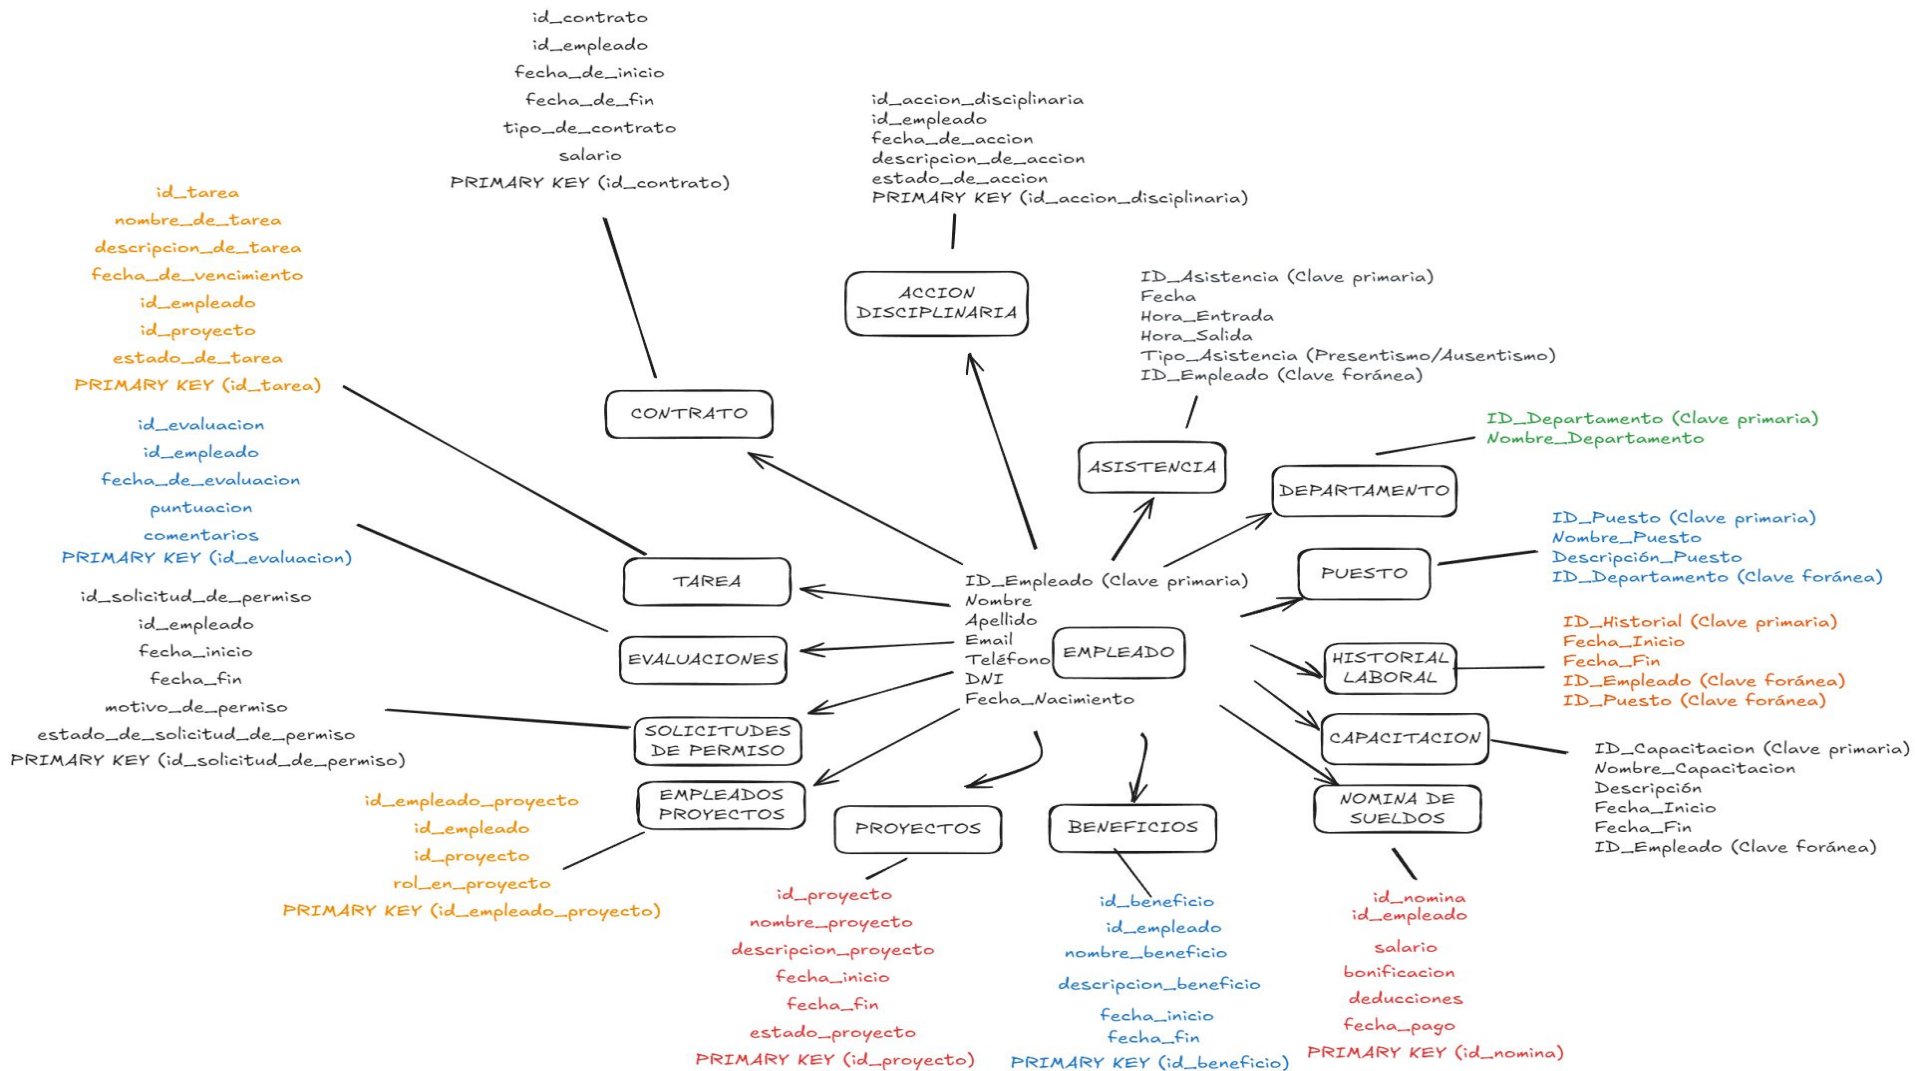 id_contrato
id_empleado
fecha_de_inicio
fecha_de_fin
tipo_de_contrato
salario
PRIMARY KEY (id_contrato)
id_accion_disciplinaria
id_empleado
fecha_de_accion
descripcion_de_accion
estado_de_accion
PRIMARY KEY (id_accion_disciplinaria)
id_tarea
nombre_de_tarea
descripcion_de_tarea
fecha_de_vencimiento
id_empleado
id_proyecto
estado_de_tarea
PRIMARY KEY (id_tarea)
ACCION
DISCIPLINARIA
ID_Asistencia (Clave primaria)
Fecha
Hora_Entrada
Hora_Salida
Tipo_Asistencia (Presentismo/Ausentismo)
ID_Empleado (Clave foránea)
CONTRATO
ASISTENCIA
ID_Departamento (Clave primaria)
Nombre_Departamento
DEPARTAMENTO
id_evaluacion
id_empleado
fecha_de_evaluacion
puntuacion
comentarios
PRIMARY KEY (id_evaluacion)
ID_Puesto (Clave primaria)
Nombre_Puesto
Descripción_Puesto
ID_Departamento (Clave foránea)
PUESTO
TAREA
ID_Empleado (Clave primaria)
Nombre
Apellido
Email
Teléfono
DNI
Fecha_Nacimiento
EMPLEADO
id_solicitud_de_permiso
id_empleado
fecha_inicio
fecha_fin
motivo_de_permiso
estado_de_solicitud_de_permiso
PRIMARY KEY (id_solicitud_de_permiso)
EVALUACIONES
HISTORIAL
LABORAL
ID_Historial (Clave primaria)
Fecha_Inicio
Fecha_Fin
ID_Empleado (Clave foránea)
ID_Puesto (Clave foránea)
SOLICITUDES
DE PERMISO
CAPACITACION
ID_Capacitacion (Clave primaria)
Nombre_Capacitacion
Descripción
Fecha_Inicio
Fecha_Fin
ID_Empleado (Clave foránea)
EMPLEADOS
PROYECTOS
id_empleado_proyecto
id_empleado
id_proyecto
rol_en_proyecto
PRIMARY KEY (id_empleado_proyecto)
PROYECTOS
BENEFICIOS
NOMINA DE
SUELDOS
id_proyecto
nombre_proyecto
descripcion_proyecto
fecha_inicio
fecha_fin
estado_proyecto
PRIMARY KEY (id_proyecto)
id_beneficio
id_empleado
nombre_beneficio
descripcion_beneficio
fecha_inicio
fecha_fin
PRIMARY KEY (id_beneficio)
id_nomina
id_empleado
salario
bonificacion
deducciones
fecha_pago
PRIMARY KEY (id_nomina)